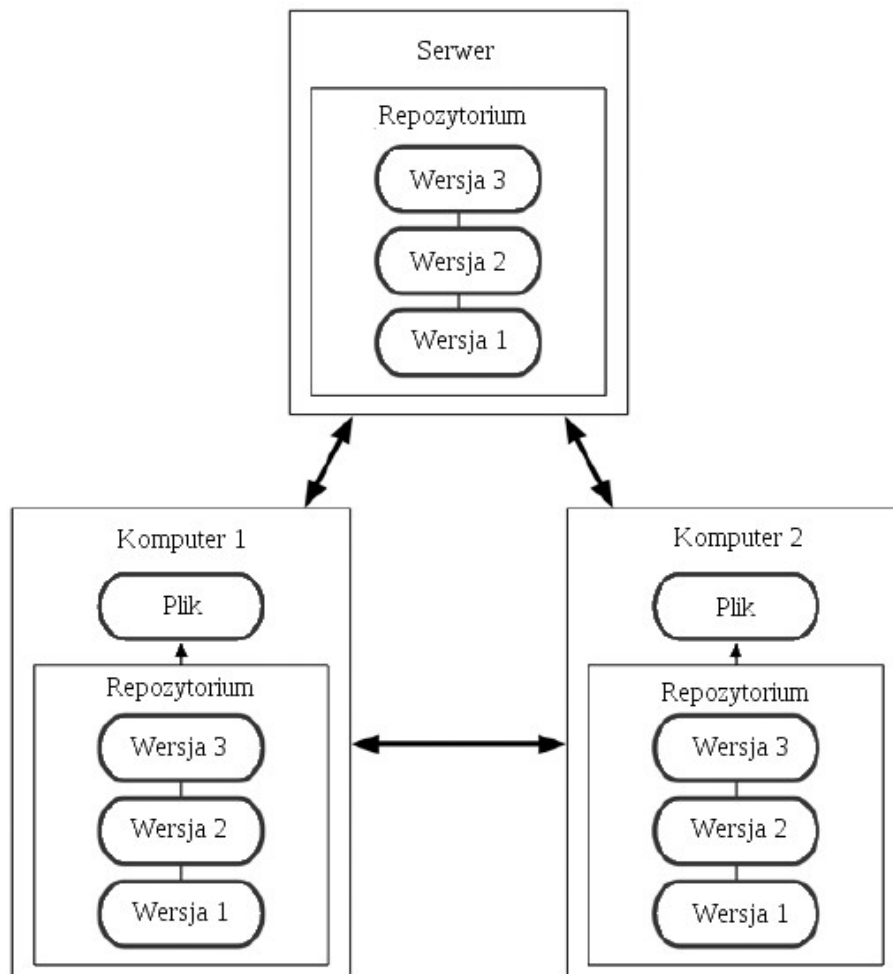 Serwer
Repozytorium
Wersja 3
Wersja 2
Wersja 1
Komputer 1
Plik
Repozytorium
Wersja 3
Wersja 2
Wersja 1
Komputer 2
Plik
Repozytorium
Wersja 3
Wersja 2
Wersja 1